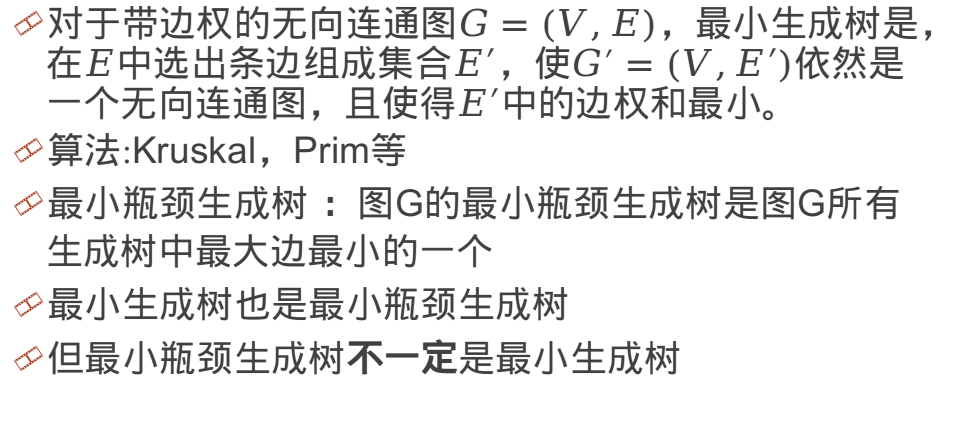 对于带边权的无向连通图G = (V, E)，最小生成树是，
在E中选出条边组成集合E′，使G′ = (V, E′)依然是
一个无向连通图，且使得E′中的边权和最小。
算法:Kruskal，Prim等
最小瓶颈生成树 ：图G的最小瓶颈生成树是图G所有
生成树中最大边最小的一个
最小生成树也是最小瓶颈生成树
但最小瓶颈生成树不一定是最小生成树